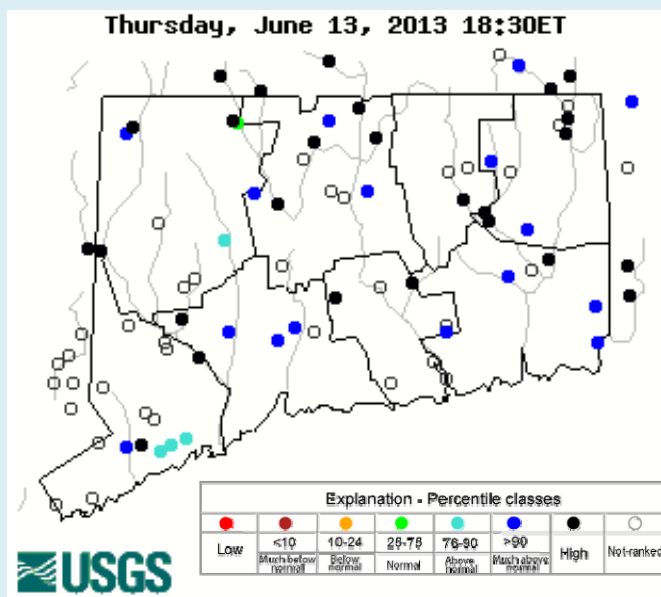 Thursday, June 13, 2013 18:30ET
Explanation - Percentile classes
Low <10 10-24 25-75 76-90 >90 High Not-ranked
Much below normal Below normal Normal Above normal Much above normal
USGS